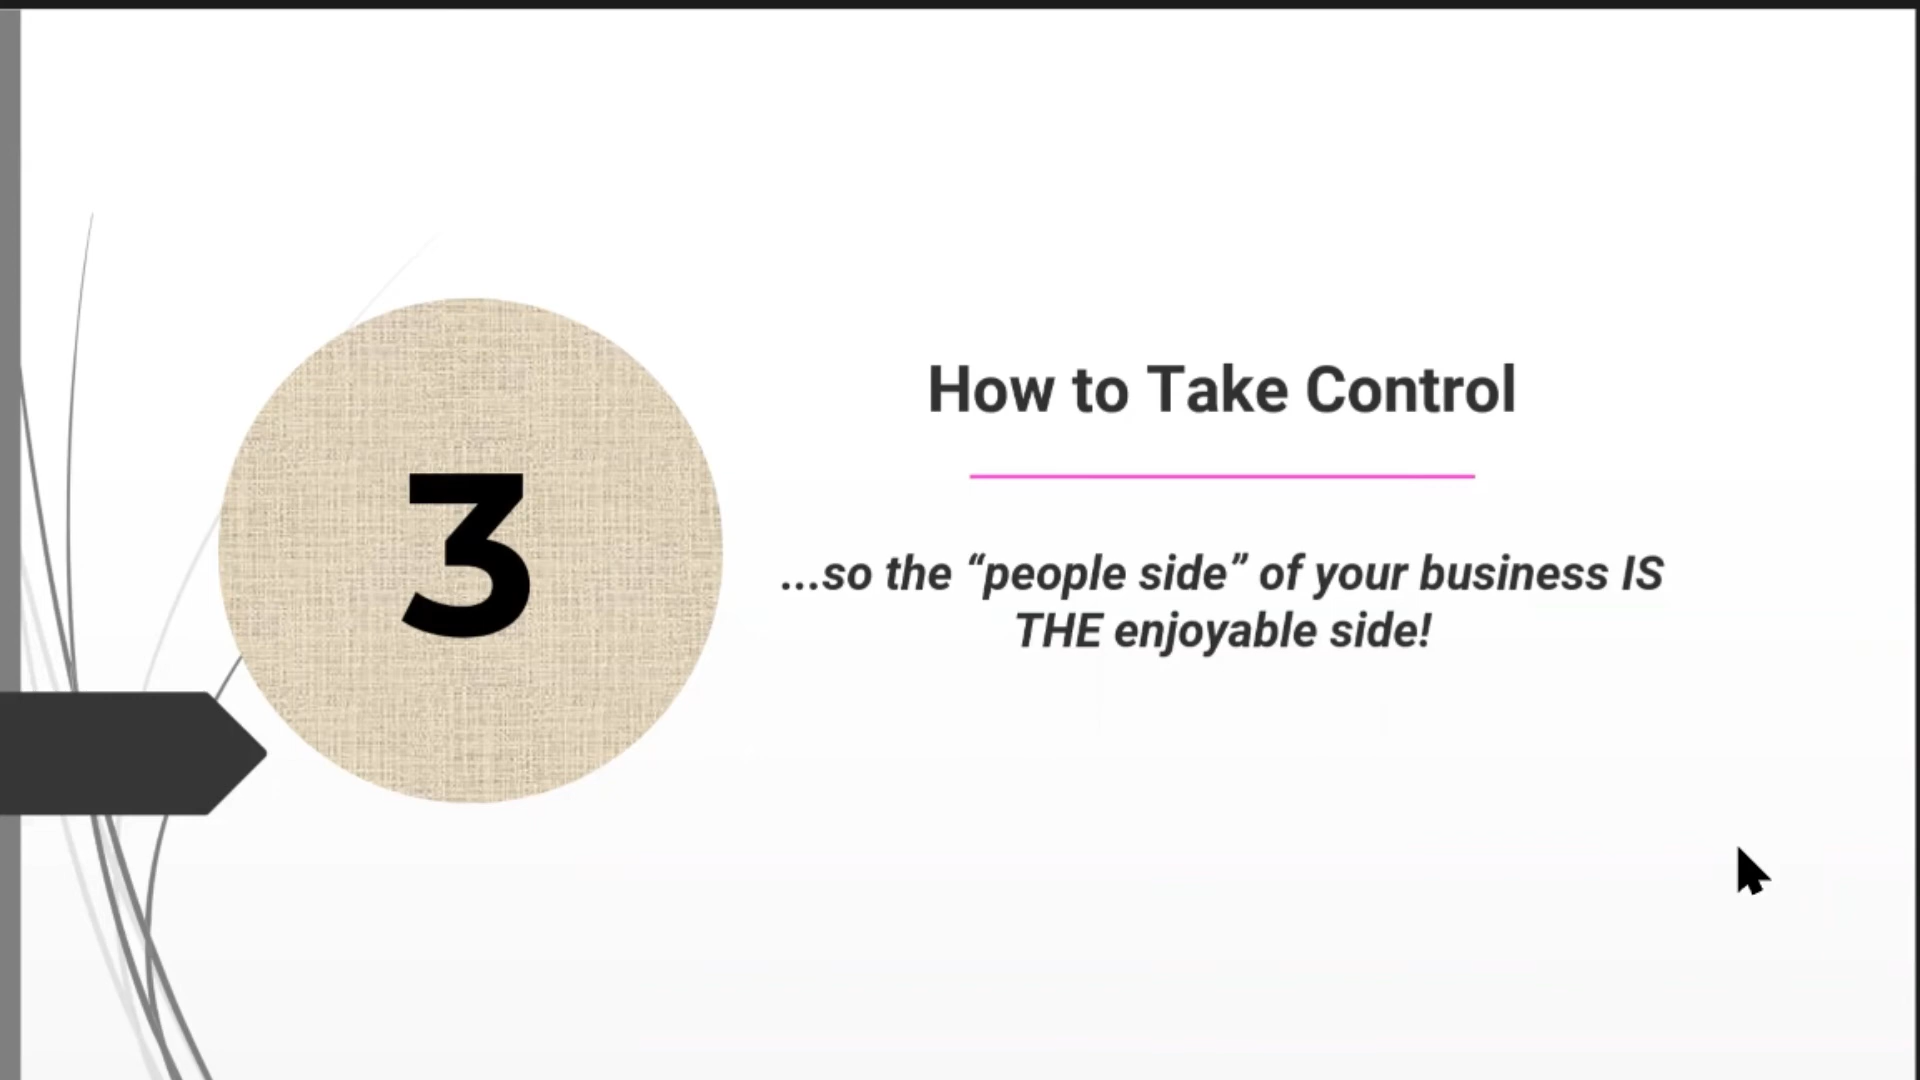 3
How to Take Control
...so the “people side” of your business IS
THE enjoyable side!